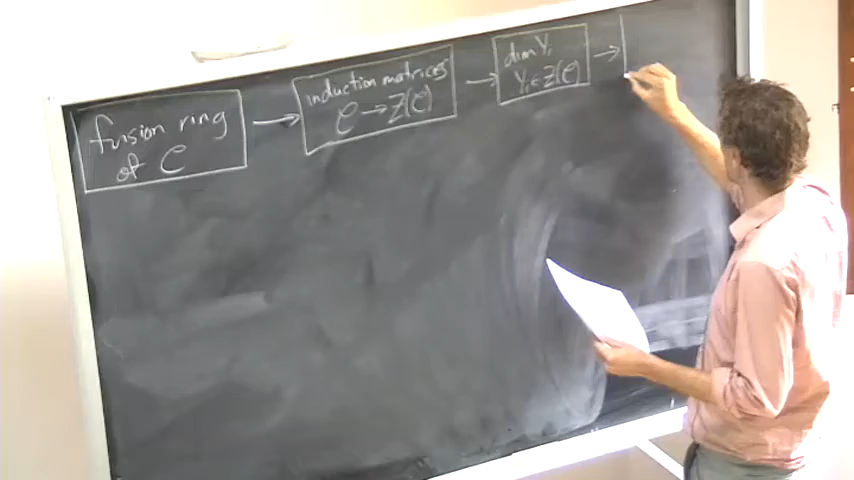 fusion ring
of C
→
induction matrices
C → Z(C)
→
dim Yᵢ
Yᵢ ∈ Z(C)
→